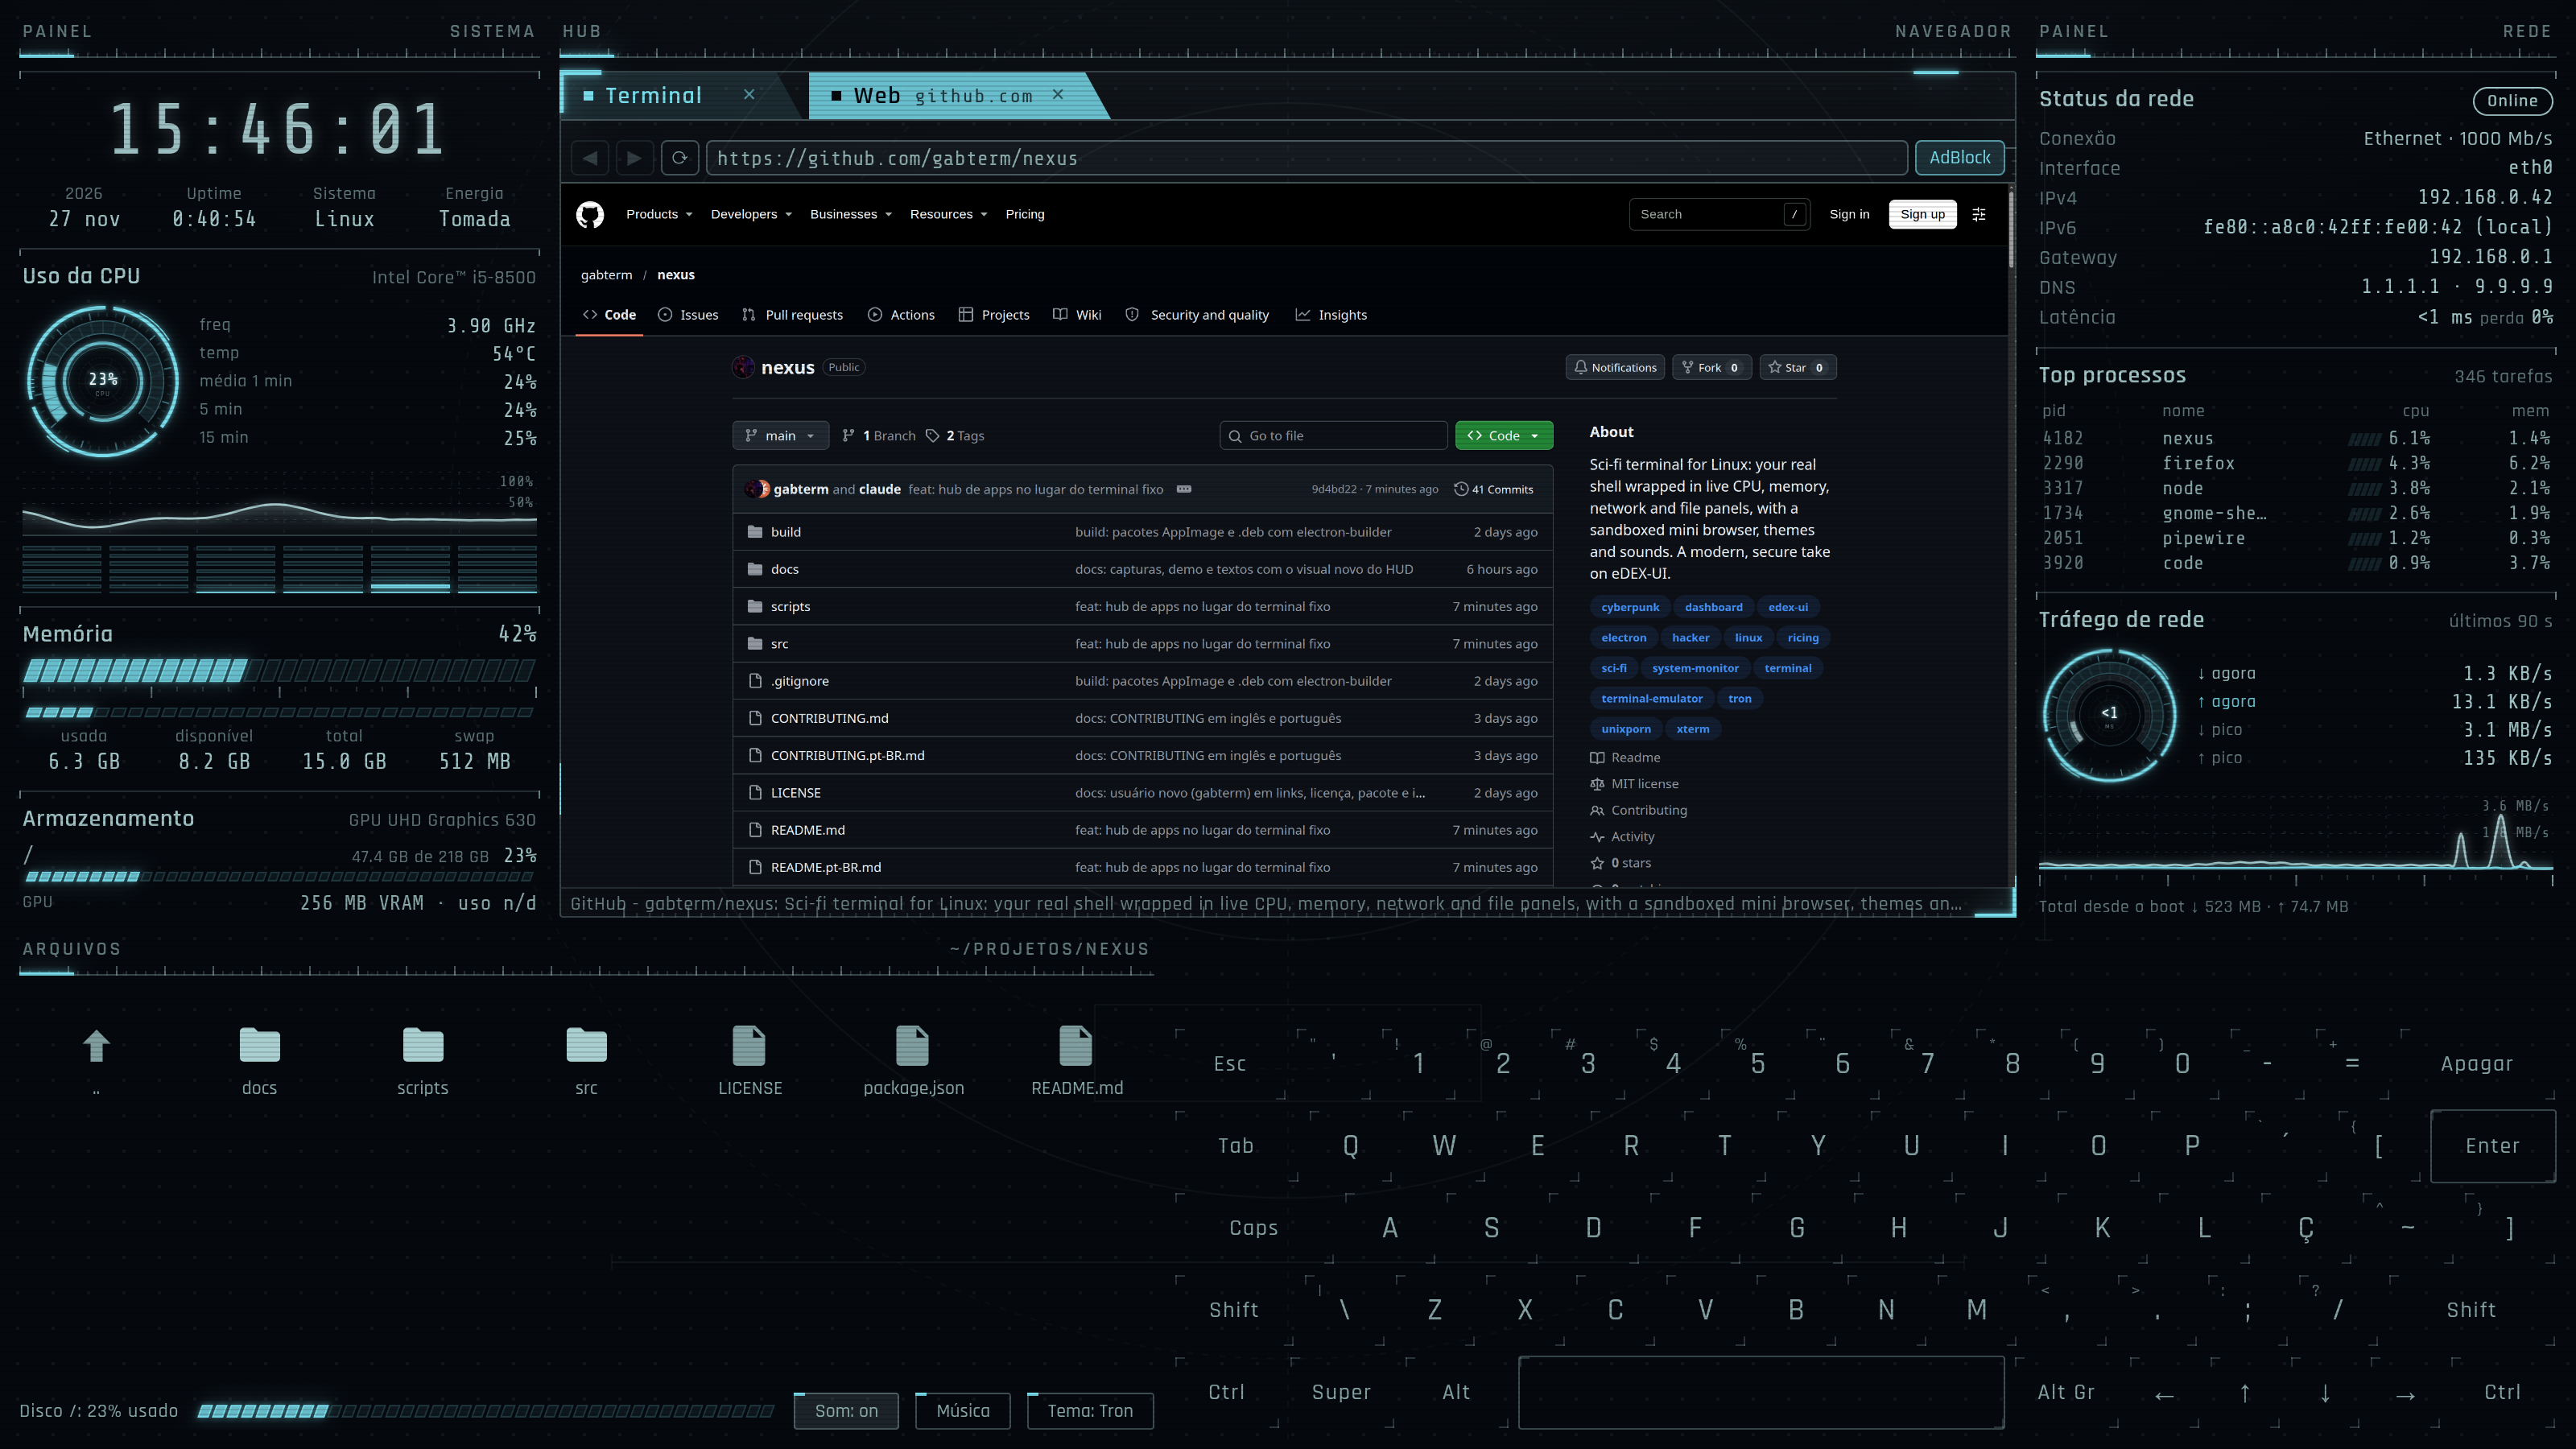 PAINEL SISTEMA
15:46:01
2026 Uptime Sistema Energia
27 nov 0:40:54 Linux Tomada
Uso da CPU Intel Core™ i5-8500
23%
CPU
freq 3.90 GHz
temp 54°C
média 1 min 24%
5 min 24%
15 min 25%
100%
50%
Memória 42%
usada disponível total swap
6.3 GB 8.2 GB 15.0 GB 512 MB
Armazenamento GPU UHD Graphics 630
/ 47.4 GB de 218 GB 23%
GPU 256 MB VRAM · uso n/d
HUB NAVEGADOR
Terminal × Web github.com ×
https://github.com/gabterm/nexus AdBlock
Products Developers Businesses Resources Pricing Search / Sign in Sign up
gabterm / nexus
Code Issues Pull requests Actions Projects Wiki Security and quality Insights
nexus Public Notifications Fork 0 Star 0
main 1 Branch 2 Tags Go to file Code
gabterm and claude feat: hub de apps no lugar do terminal fixo 9d4bd22 · 7 minutes ago 41 Commits
build build: pacotes AppImage e .deb com electron-builder 2 days ago
docs docs: capturas, demo e textos com o visual novo do HUD 6 hours ago
scripts feat: hub de apps no lugar do terminal fixo 7 minutes ago
src feat: hub de apps no lugar do terminal fixo 7 minutes ago
.gitignore build: pacotes AppImage e .deb com electron-builder 2 days ago
CONTRIBUTING.md docs: CONTRIBUTING em inglês e português 3 days ago
CONTRIBUTING.pt-BR.md docs: CONTRIBUTING em inglês e português 3 days ago
LICENSE docs: usuário novo (gabterm) em links, licença, pacote e i... 2 days ago
README.md feat: hub de apps no lugar do terminal fixo 7 minutes ago
README.pt-BR.md feat: hub de apps no lugar do terminal fixo 7 minutes ago
About
Sci-fi terminal for Linux: your real
shell wrapped in live CPU, memory,
network and file panels, with a
sandboxed mini browser, themes
and sounds. A modern, secure take
on eDEX-UI.
cyberpunk dashboard edex-ui
electron hacker linux ricing
sci-fi system-monitor terminal
terminal-emulator tron
unixporn xterm
Readme
MIT license
Contributing
Activity
0 stars
GitHub - gabterm/nexus: Sci-fi terminal for Linux: your real shell wrapped in live CPU, memory, network and file panels, with a sandboxed mini browser, themes an...
PAINEL REDE
Status da rede Online
Conexão Ethernet · 1000 Mb/s
Interface eth0
IPv4 192.168.0.42
IPv6 fe80::a8c0:42ff:fe00:42 (local)
Gateway 192.168.0.1
DNS 1.1.1.1 · 9.9.9.9
Latência <1 ms perda 0%
Top processos 346 tarefas
pid nome cpu mem
4182 nexus 6.1% 1.4%
2290 firefox 4.3% 6.2%
3317 node 3.8% 2.1%
1734 gnome-she… 2.6% 1.9%
2051 pipewire 1.2% 0.3%
3920 code 0.9% 3.7%
Tráfego de rede últimos 90 s
<1
MS
↓ agora 1.3 KB/s
↑ agora 13.1 KB/s
↓ pico 3.1 MB/s
↑ pico 135 KB/s
3.6 MB/s
MB/s
Total desde o boot ↓ 523 MB · ↑ 74.7 MB
ARQUIVOS ~/PROJETOS/NEXUS
.. docs scripts src LICENSE package.json README.md
Disco /: 23% usado Som: on Música Tema: Tron
Esc " ' ! 1 @ 2 # 3 $ 4 % 5 ¨ 6 & 7 * 8 ( 9 ) 0 _ - + = Apagar
Tab Q W E R T Y U I O P ` ´ { [ Enter
Caps A S D F G H J K L Ç ^ ~ } ]
Shift | \ Z X C V B N M < , > . : ; ? / Shift
Ctrl Super Alt Alt Gr ← ↑ ↓ → Ctrl